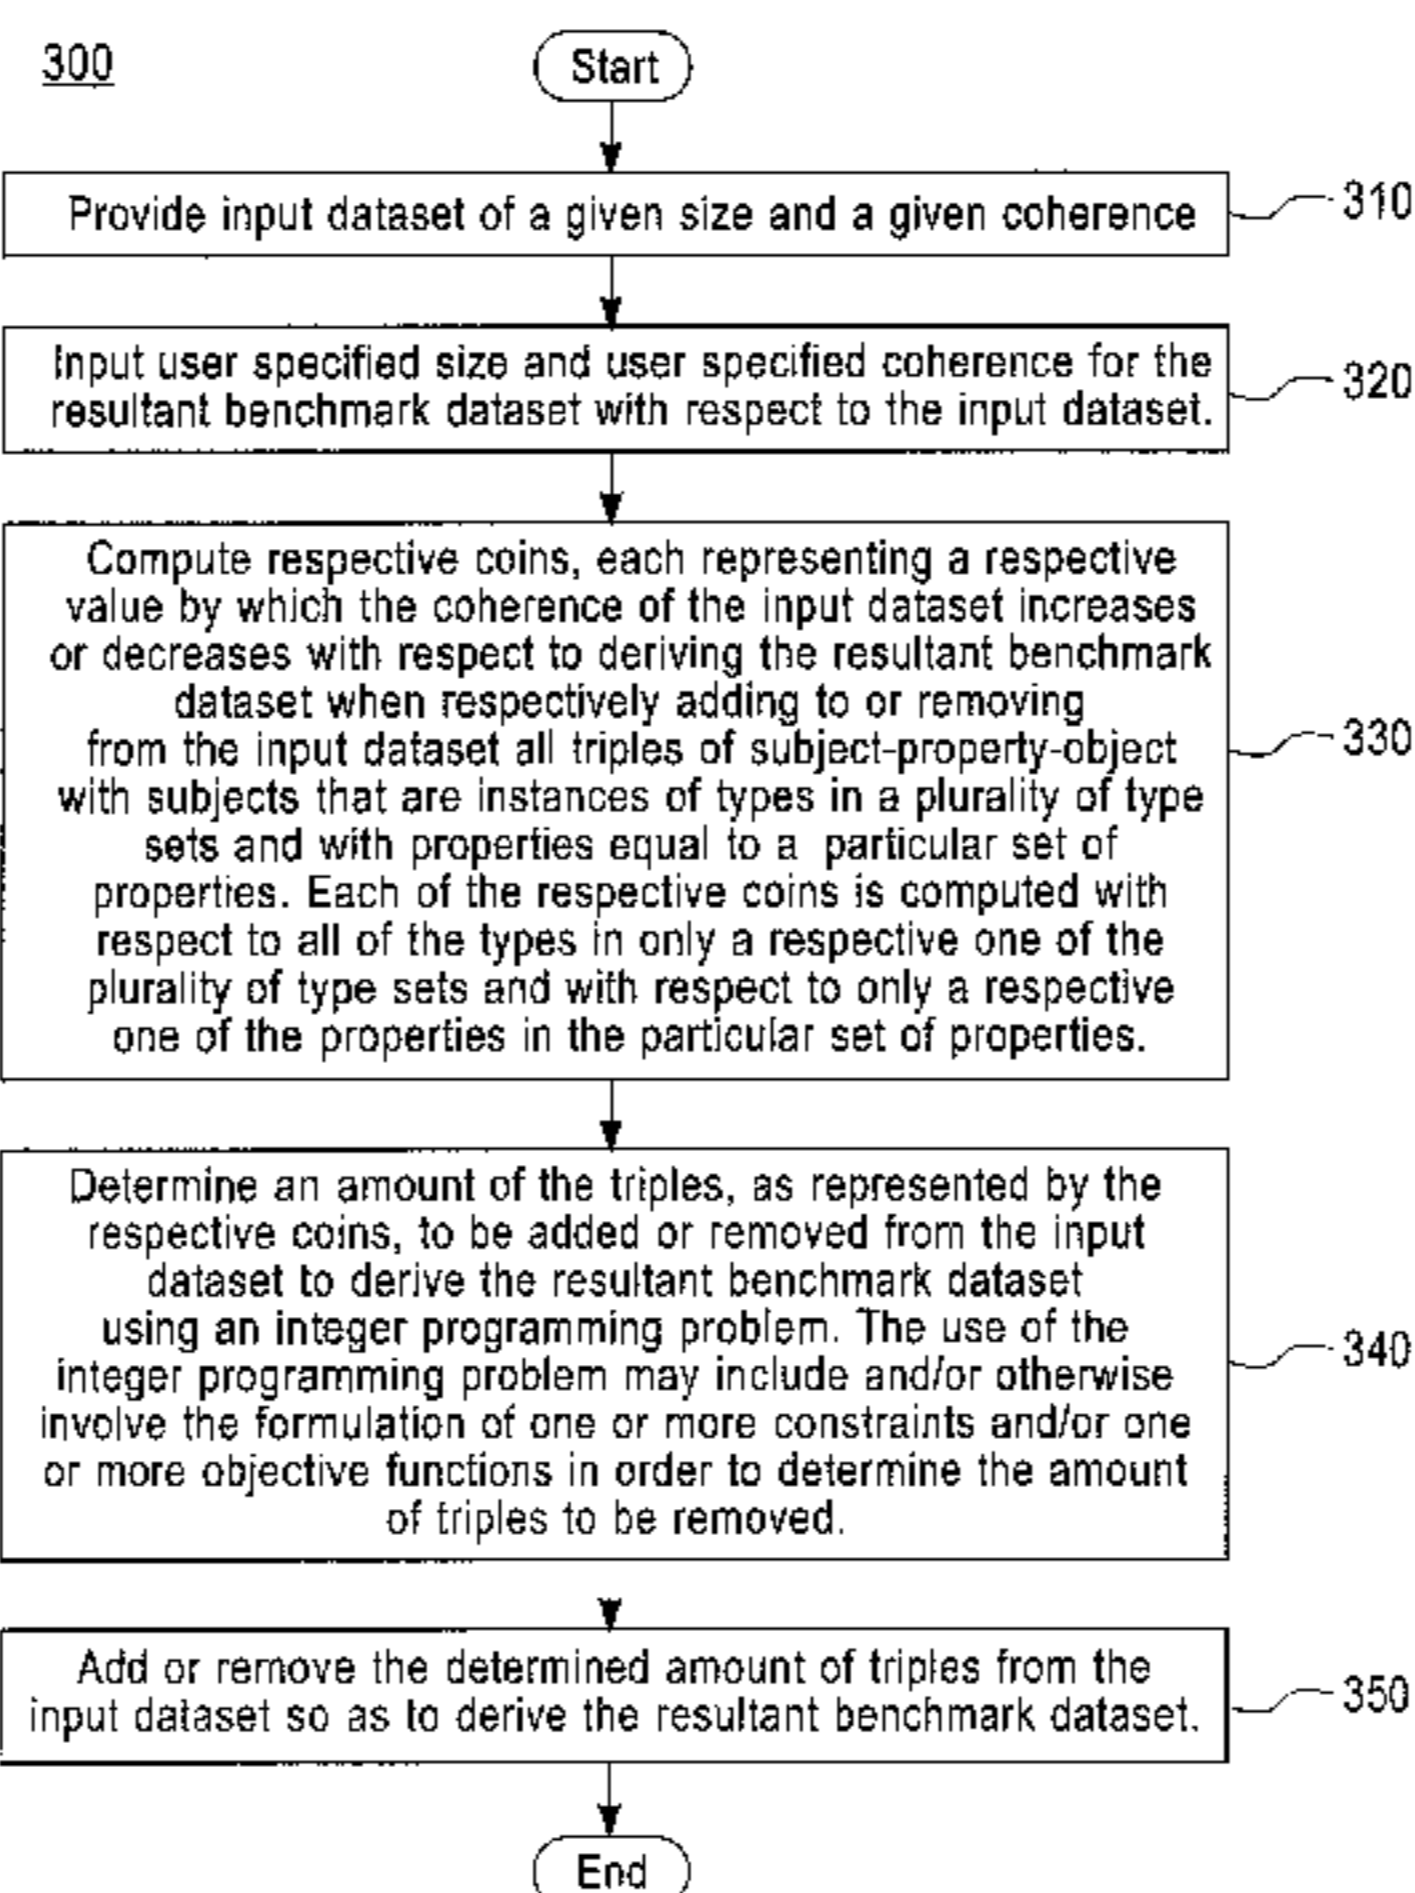 300
Start
Provide input dataset of a given size and a given coherence
310
Input user specified size and user specified coherence for the
resultant benchmark dataset with respect to the input dataset.
320
Compute respective coins, each representing a respective
value by which the coherence of the input dataset increases
or decreases with respect to deriving the resultant benchmark
dataset when respectively adding to or removing
from the input dataset all triples of subject-property-object
with subjects that are instances of types in a plurality of type
sets and with properties equal to a particular set of
properties. Each of the respective coins is computed with
respect to all of the types in only a respective one of the
plurality of type sets and with respect to only a respective
one of the properties in the particular set of properties.
330
Determine an amount of the triples, as represented by the
respective coins, to be added or removed from the input
dataset to derive the resultant benchmark dataset
using an integer programming problem. The use of the
integer programming problem may include and/or otherwise
involve the formulation of one or more constraints and/or one
or more objective functions in order to determine the amount
of triples to be removed.
340
Add or remove the determined amount of triples from the
input dataset so as to derive the resultant benchmark dataset.
350
End